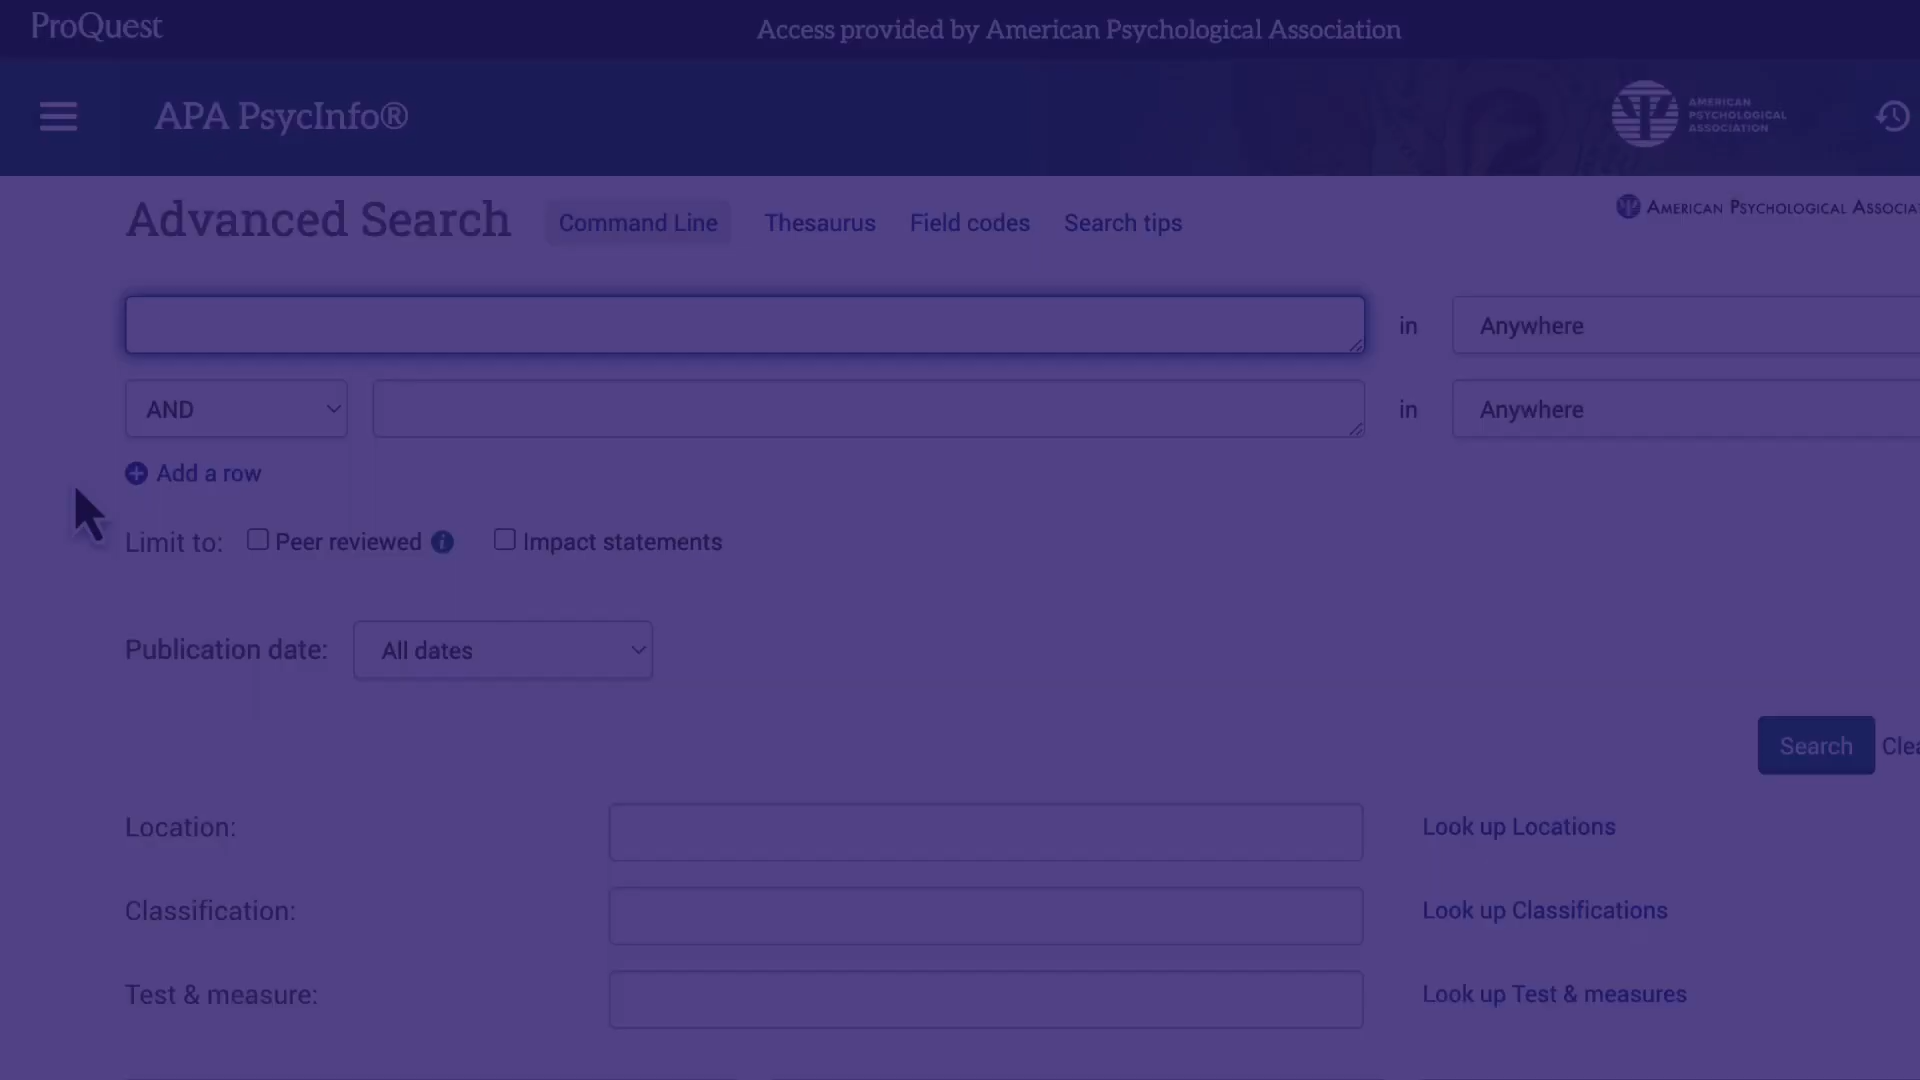 ProQuest
Access provided by American Psychological Association
APA PsycInfo®
AMERICAN
PSYCHOLOGICAL
ASSOCIATION
Advanced Search
Command Line
Thesaurus
Field codes
Search tips
AMERICAN PSYCHOLOGICAL ASSOCIAT
in
Anywhere
AND
in
Anywhere
Add a row
Limit to:
Peer reviewed
Impact statements
Publication date:
All dates
Search
Clea
Location:
Look up Locations
Classification:
Look up Classifications
Test & measure:
Look up Test & measures